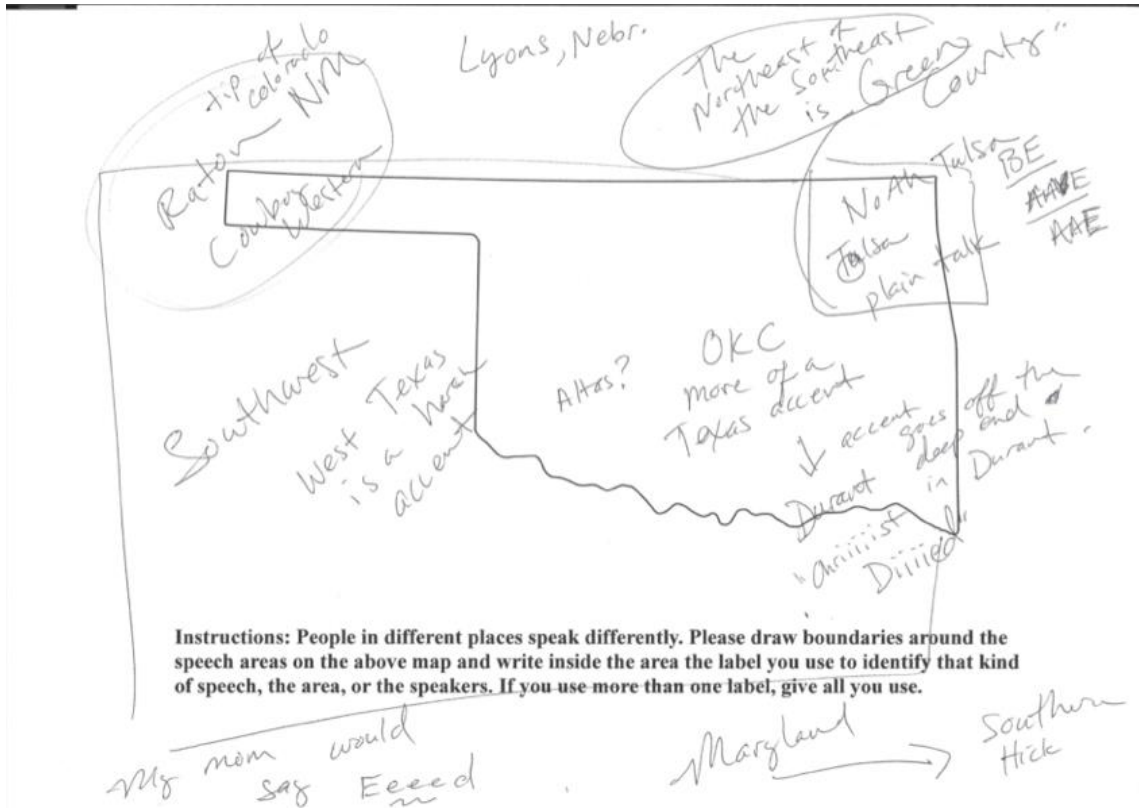 tip of
colorado
Raton NM
Cowboy
Western
Lyons, Nebr.
The
Northeast of
the Southeast
is Green
County"
NoAh Tulsa
Tulsa
plain talk
BE
AAVE
AAE
Southwest
West Texas
is a harsh
accent
Altas?
OKC
more of a
Texas accent
↓ accent
goes off the
deep end
in Durant.
Durant
"Chriiiiist
Diiiied"
Instructions: People in different places speak differently. Please draw boundaries around the
speech areas on the above map and write inside the area the label you use to identify that kind
of speech, the area, or the speakers. If you use more than one label, give all you use.
My mom would
say Eeeed
Maryland → Southern
Hick